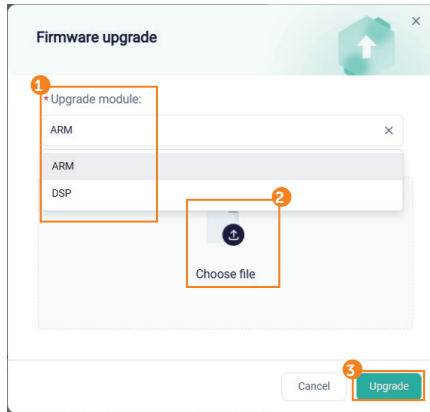 Firmware upgrade
1
* Upgrade module:
ARM
ARM
DSP
2
Choose file
3
Cancel
Upgrade